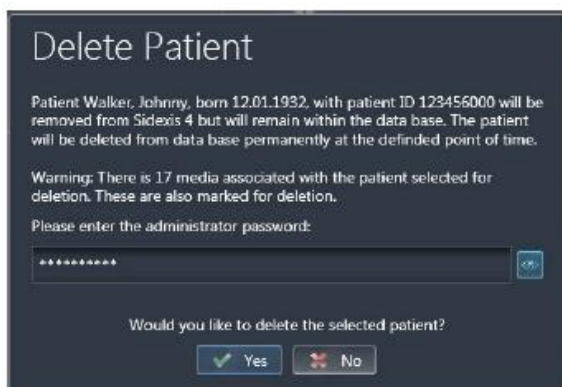 Delete Patient
Patient Walker, Johnny, born 12.01.1932, with patient ID 123456000 will be
removed from Sidexis 4 but will remain within the data base. The patient
will be deleted from data base permanently at the definded point of time.
Warning: There is 17 media associated with the patient selected for
deletion. These are also marked for deletion.
Please enter the administrator password:
**********
Would you like to delete the selected patient?
Yes No